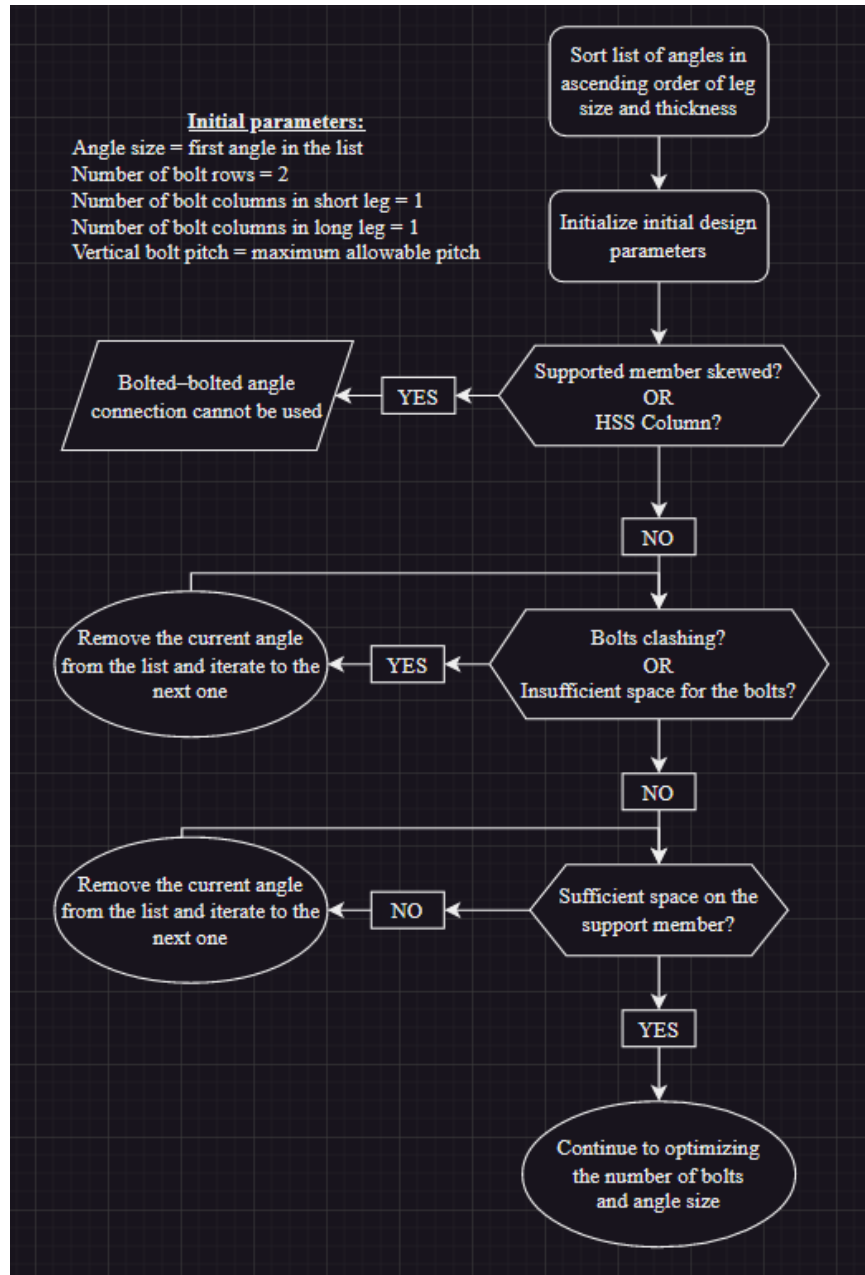 Sort list of angles in
ascending order of leg
size and thickness
Initial parameters:
Angle size = first angle in the list
Number of bolt rows = 2
Number of bolt columns in short leg = 1
Number of bolt columns in long leg = 1
Vertical bolt pitch = maximum allowable pitch
Initialize initial design
parameters
Supported member skewed?
OR
HSS Column?
YES
Bolted–bolted angle
connection cannot be used
NO
Bolts clashing?
OR
Insufficient space for the bolts?
YES
Remove the current angle
from the list and iterate to the
next one
NO
Sufficient space on the
support member?
NO
Remove the current angle
from the list and iterate to the
next one
YES
Continue to optimizing
the number of bolts
and angle size